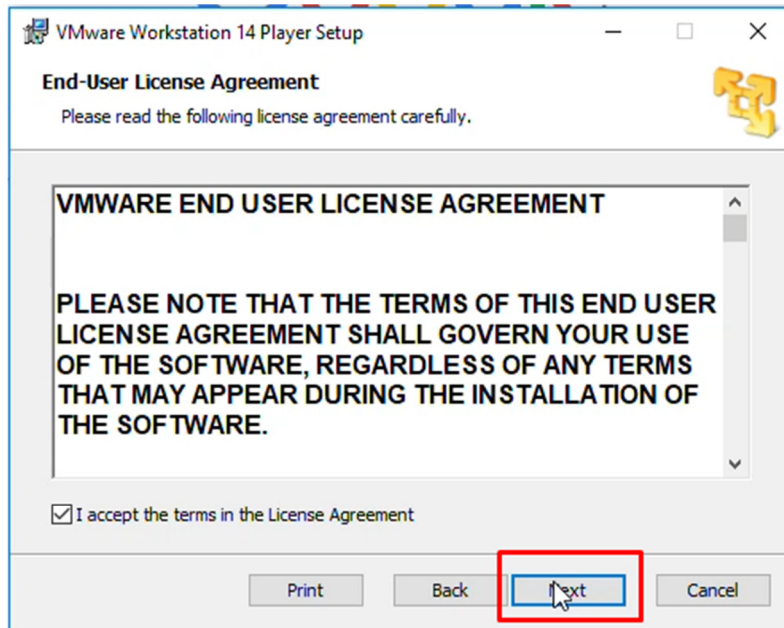 VMware Workstation 14 Player Setup
End-User License Agreement
Please read the following license agreement carefully.
VMWARE END USER LICENSE AGREEMENT
PLEASE NOTE THAT THE TERMS OF THIS END USER
LICENSE AGREEMENT SHALL GOVERN YOUR USE
OF THE SOFTWARE, REGARDLESS OF ANY TERMS
THAT MAY APPEAR DURING THE INSTALLATION OF
THE SOFTWARE.
I accept the terms in the License Agreement
Print Back Next Cancel